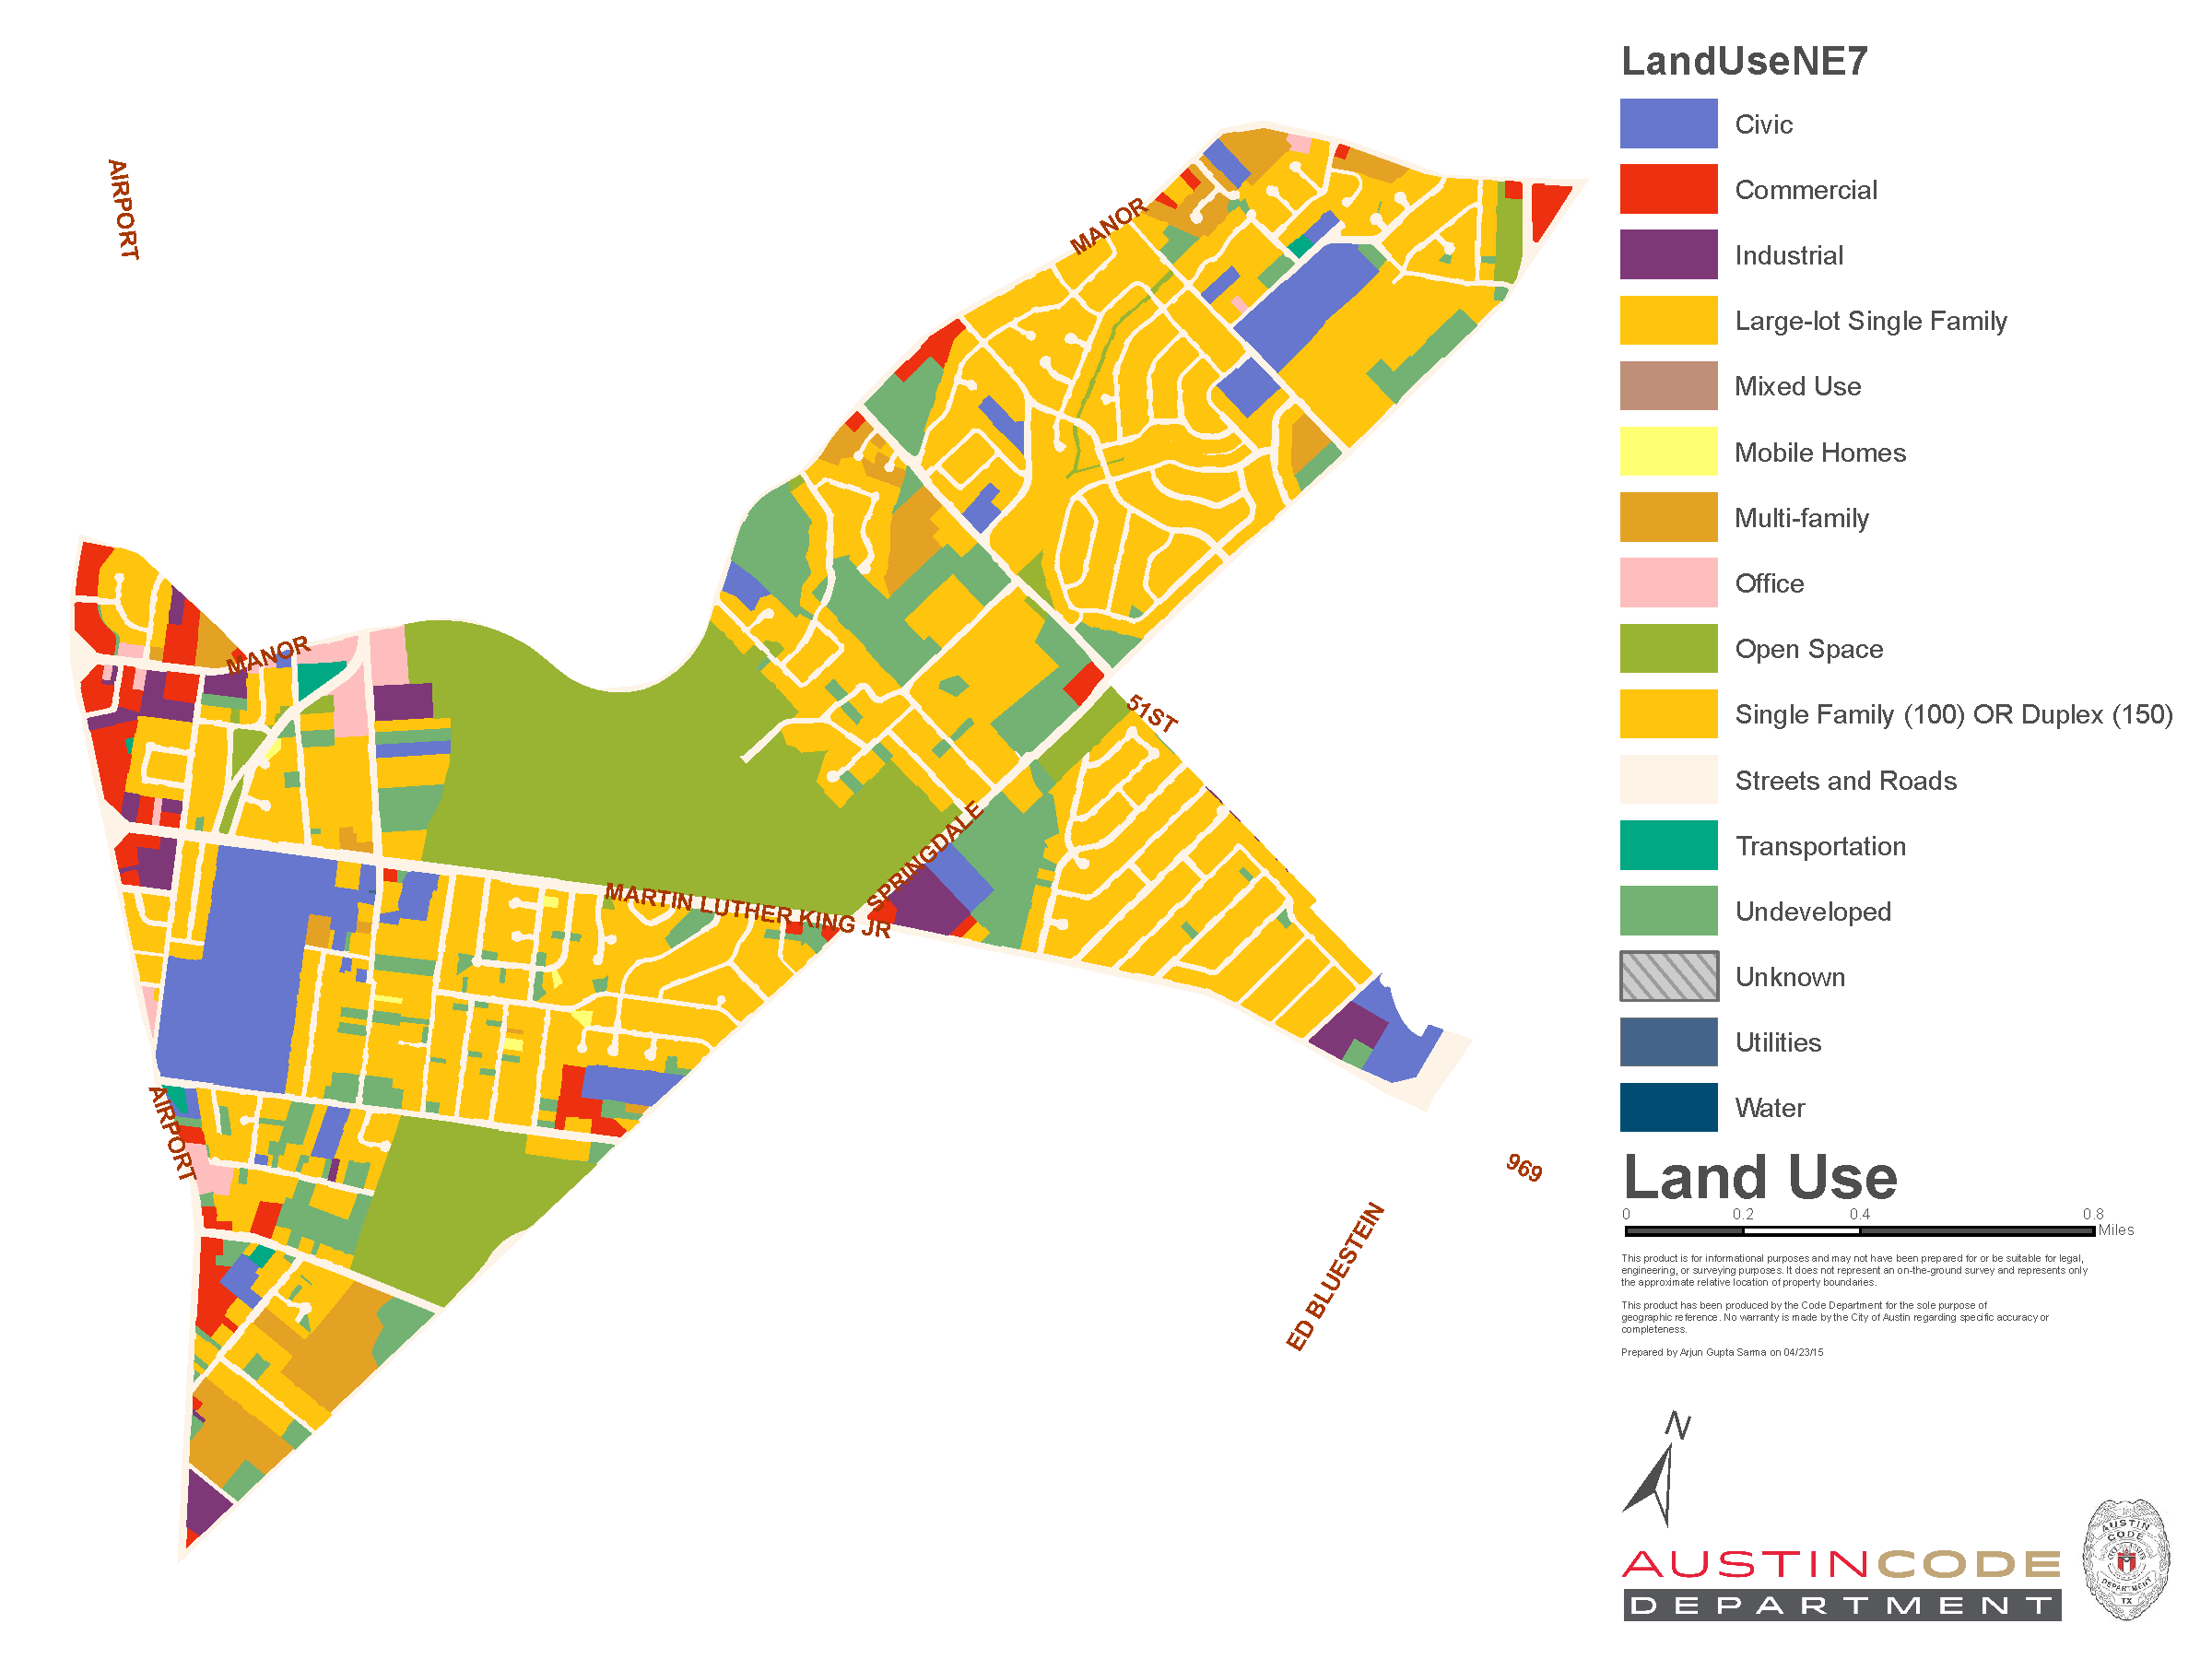 LandUseNE7
Civic
Commercial
Industrial
Large-lot Single Family
Mixed Use
Mobile Homes
Multi-family
Office
Open Space
Single Family (100) OR Duplex (150)
Streets and Roads
Transportation
Undeveloped
Unknown
Utilities
Water
Land Use
0 0.2 0.4 0.8
Miles
This product is for informational purposes and may not have been prepared for or be suitable for legal,
engineering, or surveying purposes. It does not represent an on-the-ground survey and represents only
the approximate relative location of property boundaries.
This product has been produced by the Code Department for the sole purpose of
geographic reference. No warranty is made by the City of Austin regarding specific accuracy or
completeness.
Prepared by Arjun Gupta Sarma on 04/23/15
N
AUSTINCODE
DEPARTMENT
AUSTIN
CODE
DEPARTMENT
TX
AIRPORT
MANOR
MANOR
51ST
SPRINGDALE
MARTIN LUTHER KING JR
AIRPORT
969
ED BLUESTEIN